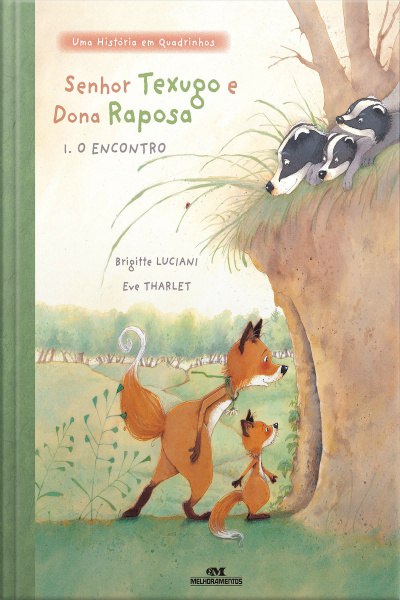 Uma História em Quadrinhos
Senhor Texugo e
Dona Raposa
1. O ENCONTRO
Brigitte LUCIANI
Eve THARLET
M
MELHORAMENTOS